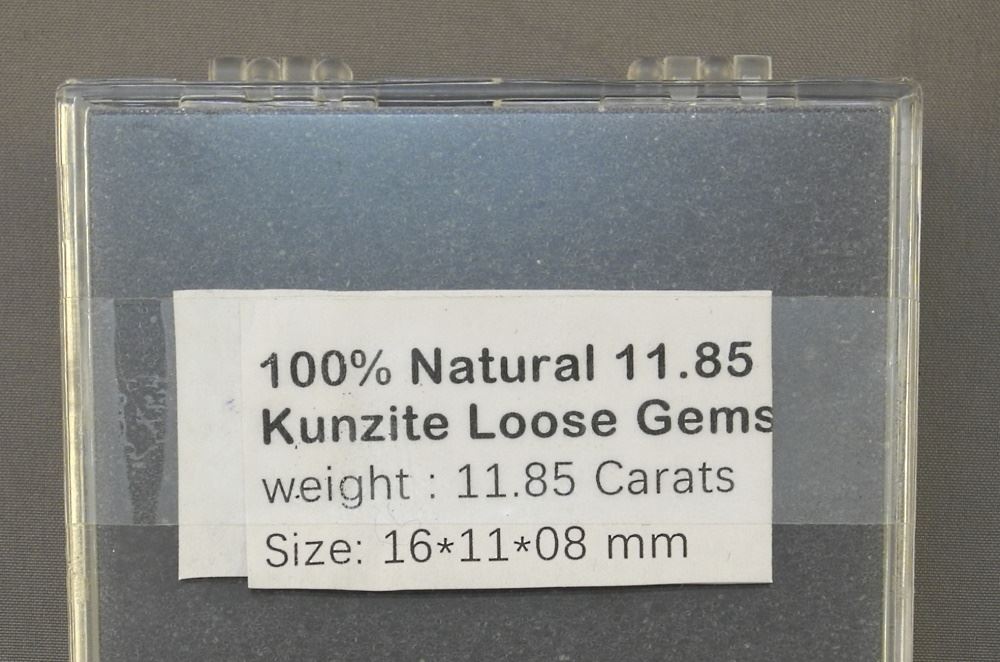 100% Natural 11.85
Kunzite Loose Gems
weight : 11.85 Carats
Size: 16*11*08 mm